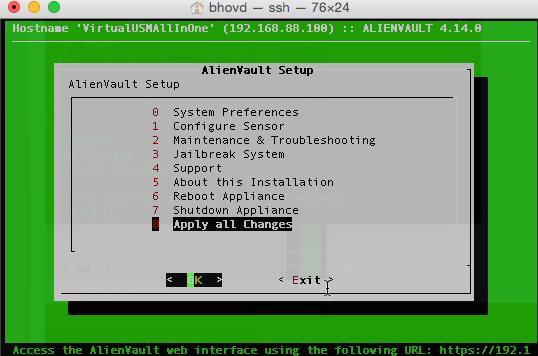 bhovd — ssh — 76×24
Hostname 'VirtualUSMAllInOne' (192.168.88.100) :: ALIENVAULT 4.14.0
AlienVault Setup
AlienVault Setup
0 System Preferences
1 Configure Sensor
2 Maintenance & Troubleshooting
3 Jailbreak System
4 Support
5 About this Installation
6 Reboot Appliance
7 Shutdown Appliance
8 Apply all Changes
< OK > < Exit >
Access the AlienVault web interface using the following URL: https://192.1